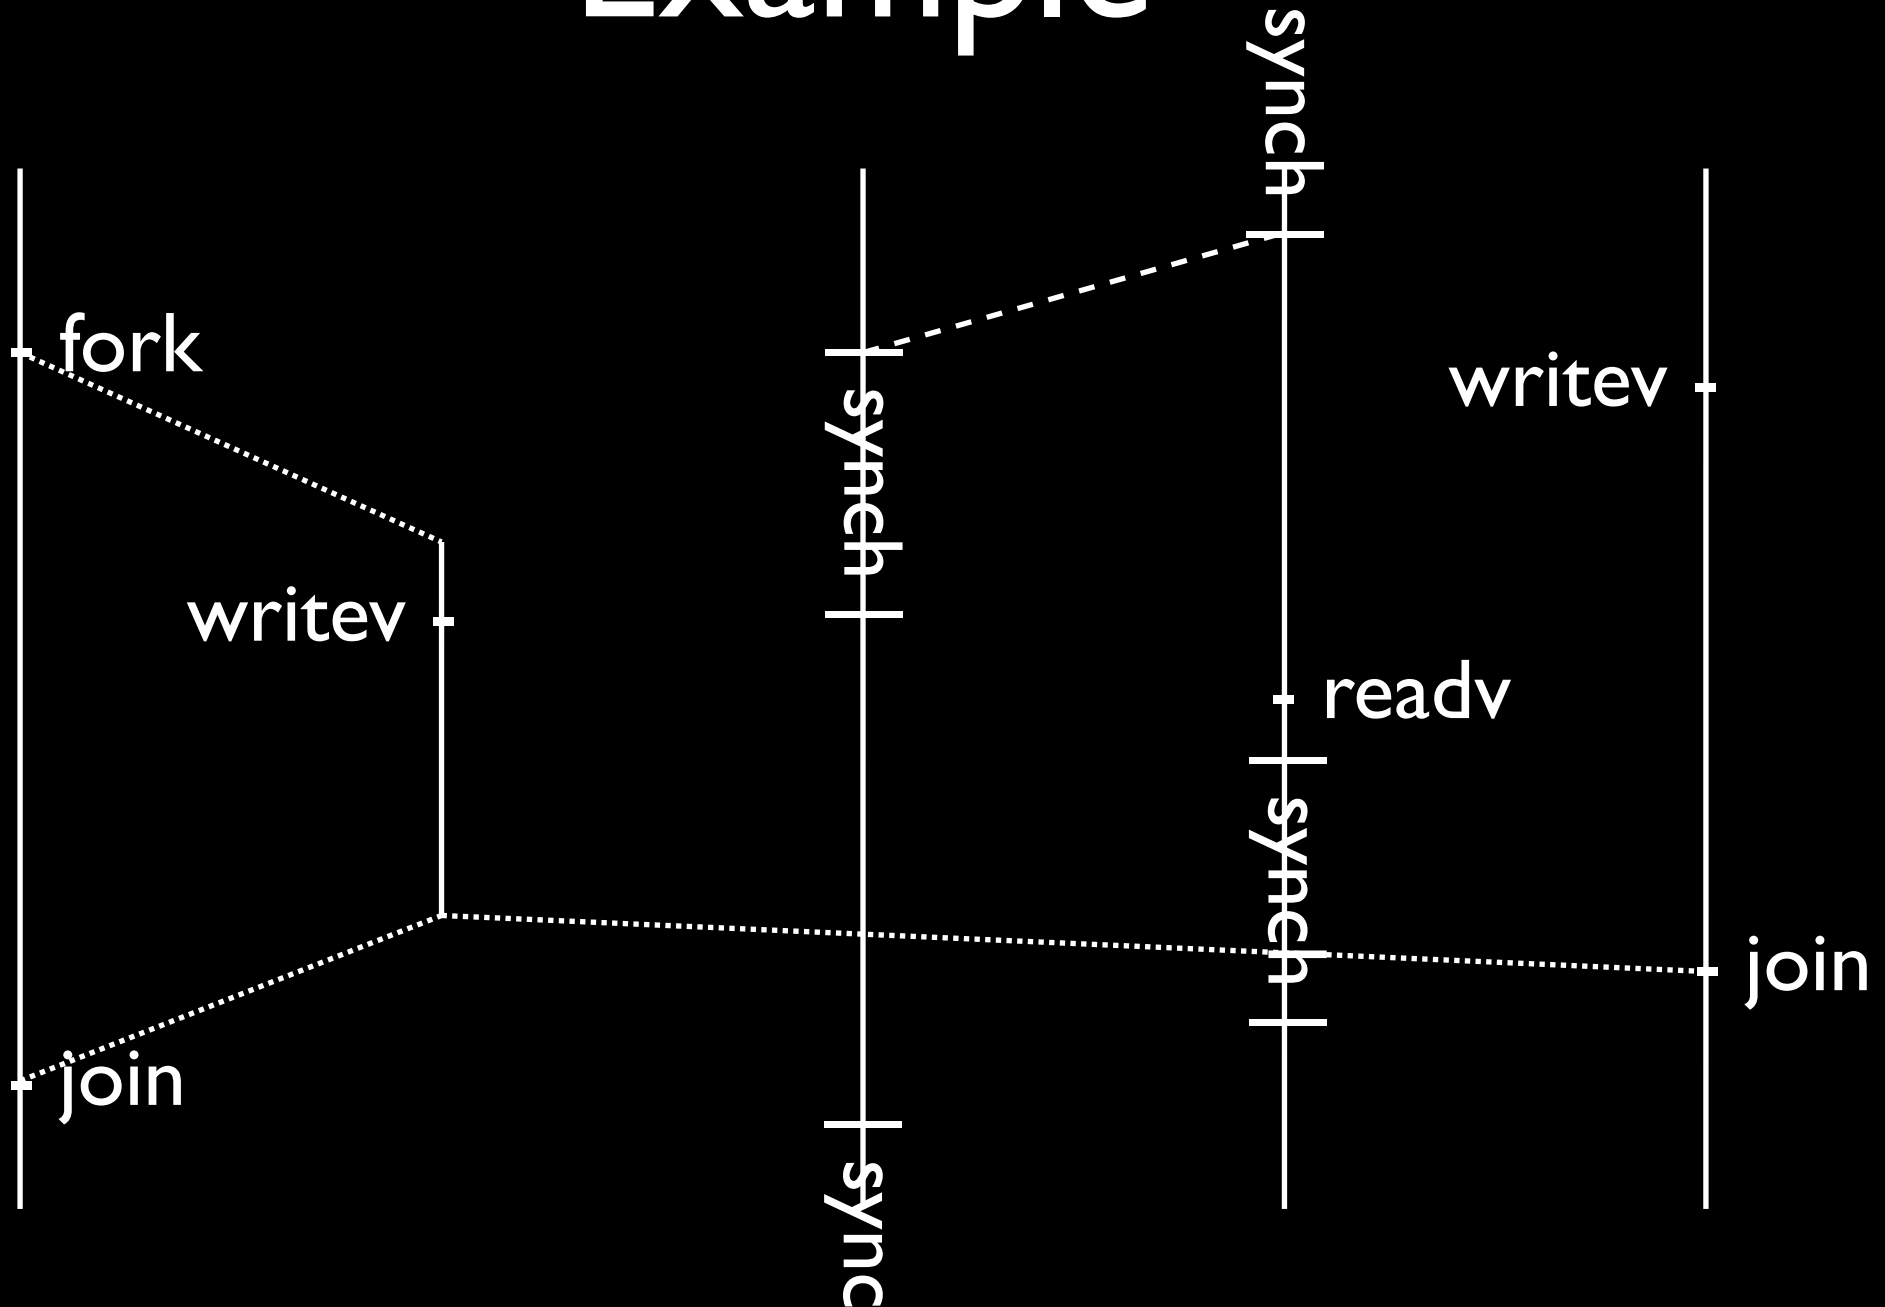 Example
synch
fork
writev
synch
writev
readv
synch
join
join
sync